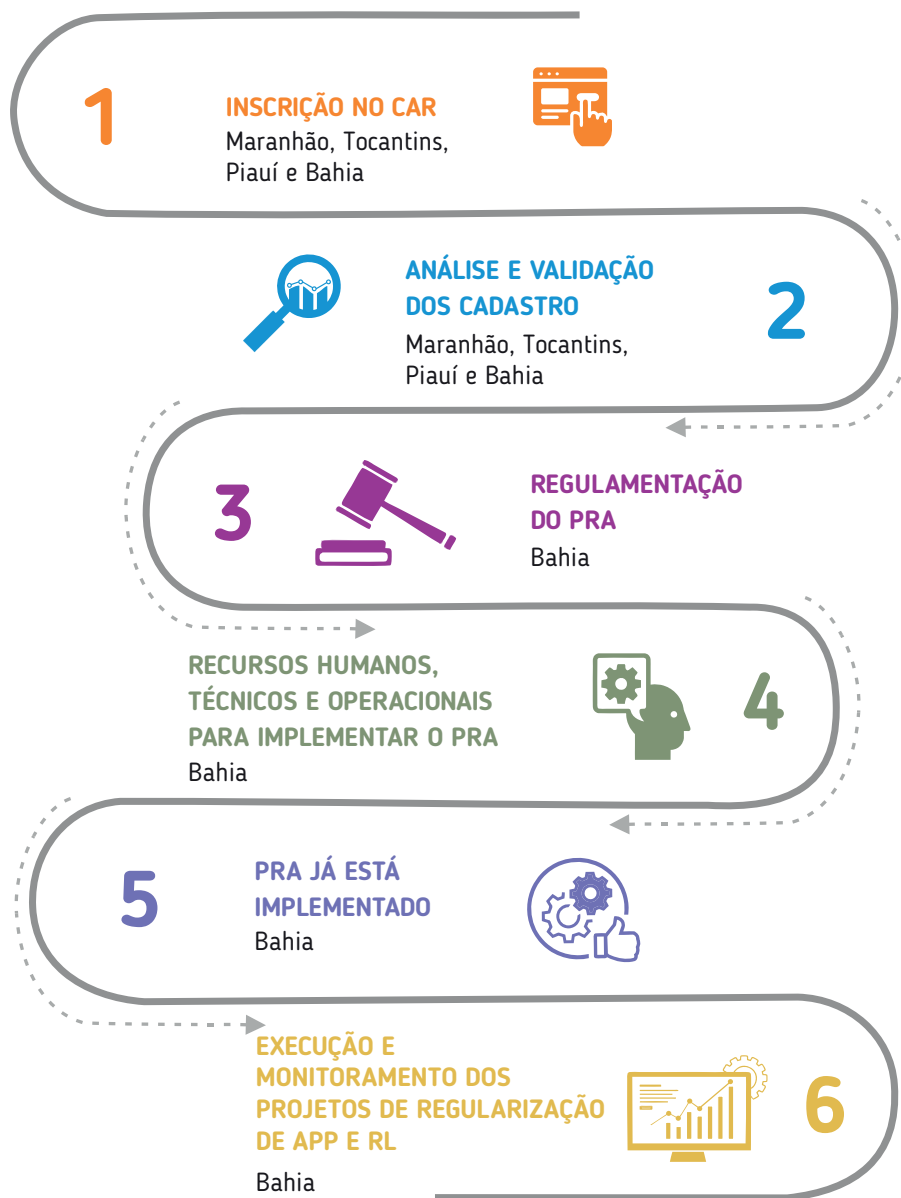 1
INSCRIÇÃO NO CAR
Maranhão, Tocantins,
Piauí e Bahia
ANÁLISE E VALIDAÇÃO
DOS CADASTRO
Maranhão, Tocantins,
Piauí e Bahia
2
3
REGULAMENTAÇÃO
DO PRA
Bahia
RECURSOS HUMANOS,
TÉCNICOS E OPERACIONAIS
PARA IMPLEMENTAR O PRA
Bahia
4
5
PRA JÁ ESTÁ
IMPLEMENTADO
Bahia
EXECUÇÃO E
MONITORAMENTO DOS
PROJETOS DE REGULARIZAÇÃO
DE APP E RL
Bahia
6